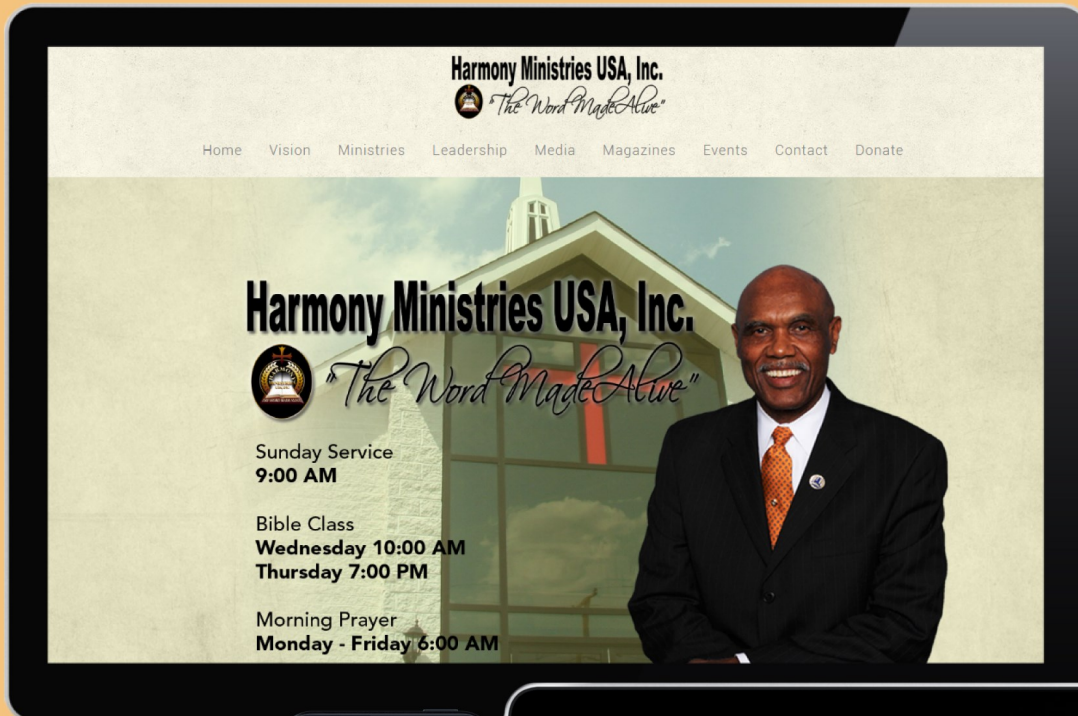 Harmony Ministries USA, Inc.
"The Word Made Alive"
Home Vision Ministries Leadership Media Magazines Events Contact Donate
Harmony Ministries USA, Inc.
"The Word Made Alive"
Sunday Service
9:00 AM
Bible Class
Wednesday 10:00 AM
Thursday 7:00 PM
Morning Prayer
Monday - Friday 6:00 AM